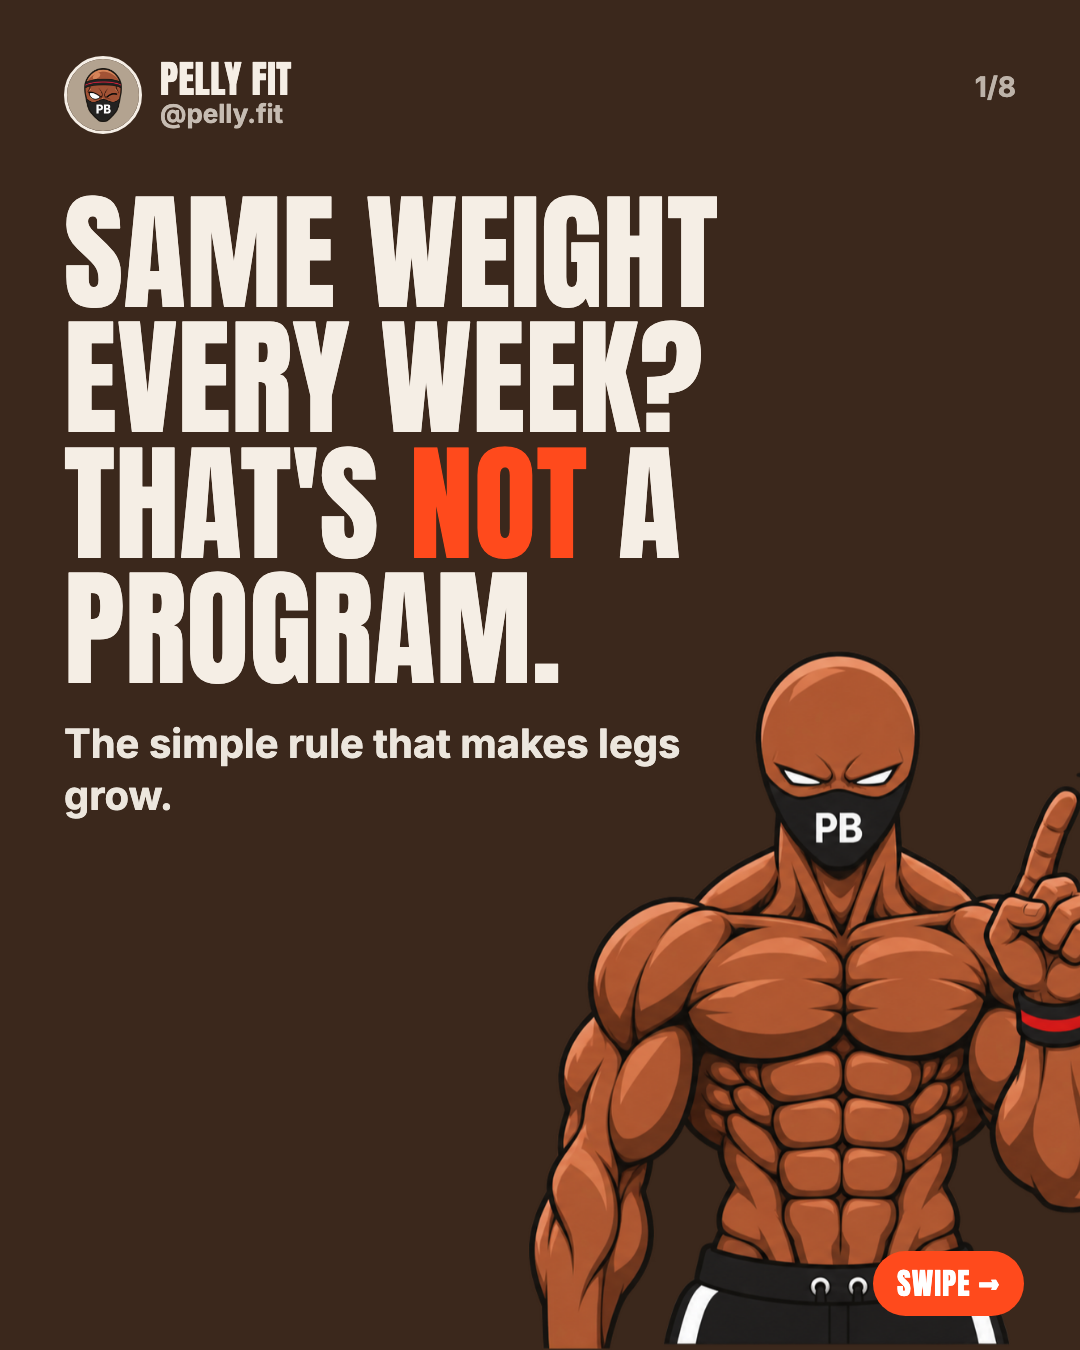 PELLY FIT
@pelly.fit
1/8
SAME WEIGHT
EVERY WEEK?
THAT'S NOT A
PROGRAM.
The simple rule that makes legs
grow.
PB
PB
SWIPE →